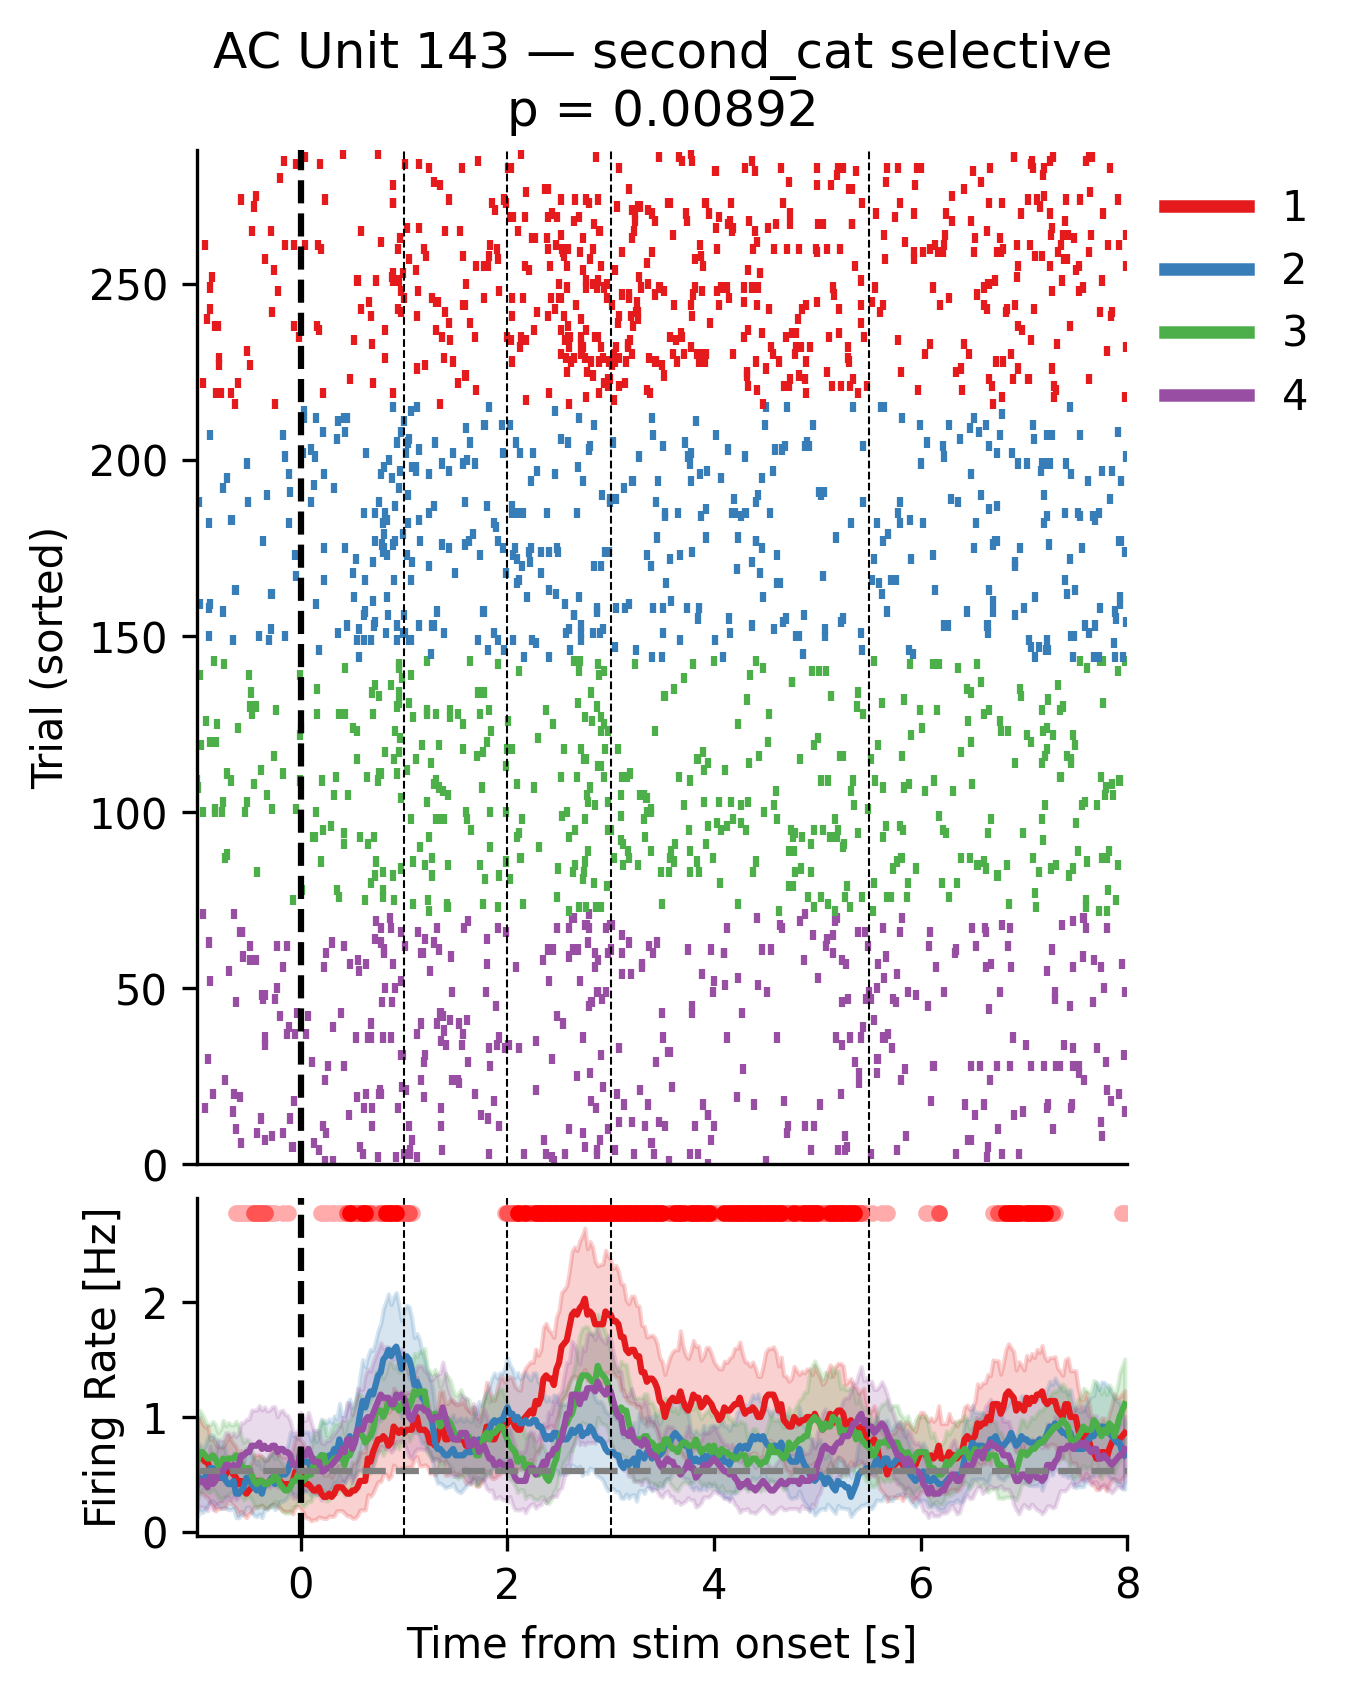 AC Unit 143 — second_cat selective
p = 0.00892
1
2
3
4
250
200
150
100
50
0
Trial (sorted)
2
1
0
Firing Rate [Hz]
0 2 4 6 8
Time from stim onset [s]